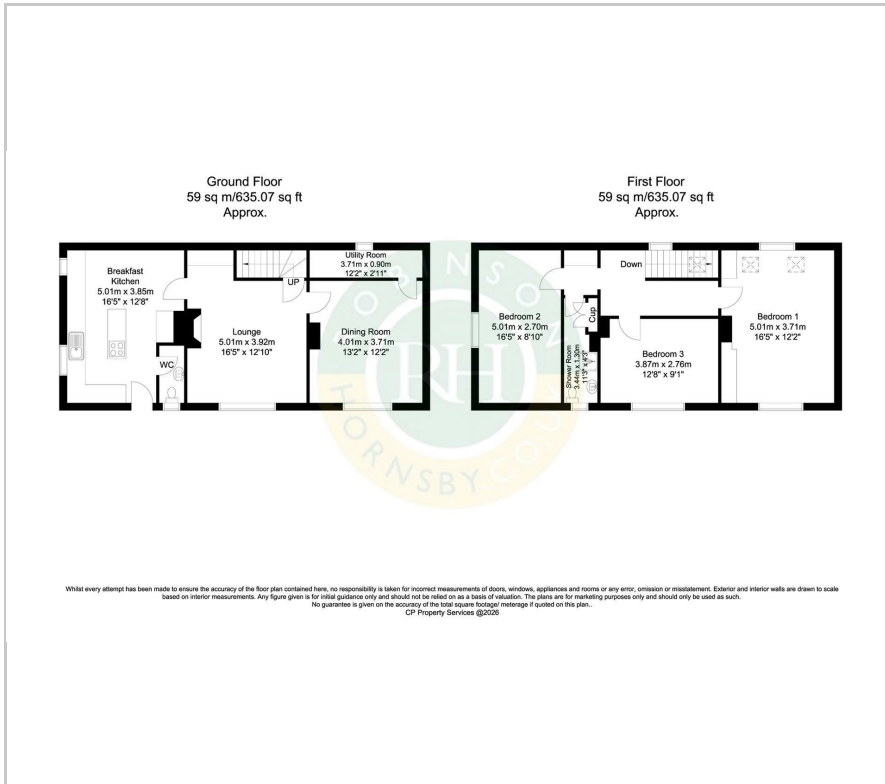 Ground Floor
59 sq m/635.07 sq ft
Approx.
First Floor
59 sq m/635.07 sq ft
Approx.
Breakfast
Kitchen
5.01m x 3.85m
16'5" x 12'8"
WC
Lounge
5.01m x 3.92m
16'5" x 12'10"
UP
Utility Room
3.71m x 0.90m
12'2" x 2'11"
Dining Room
4.01m x 3.71m
13'2" x 12'2"
Bedroom 2
5.01m x 2.70m
16'5" x 8'10"
Shower Room
3.44m x 1.30m
11'3" x 4'3"
Cup
Down
Bedroom 3
3.87m x 2.76m
12'8" x 9'1"
Bedroom 1
5.01m x 3.71m
16'5" x 12'2"
ROBINSON
RH
HORNSBY COU
Whilst every attempt has been made to ensure the accuracy of the floor plan contained here, no responsibility is taken for incorrect measurements of doors, windows, appliances and rooms or any error, omission or misstatement. Exterior and interior walls are drawn to scale
based on interior measurements. Any figure given is for initial guidance only and should not be relied on as a basis of valuation. The plans are for marketing purposes only and should only be used as such.
No guarantee is given on the accuracy of the total square footage/ meterage if quoted on this plan..
CP Property Services @2026